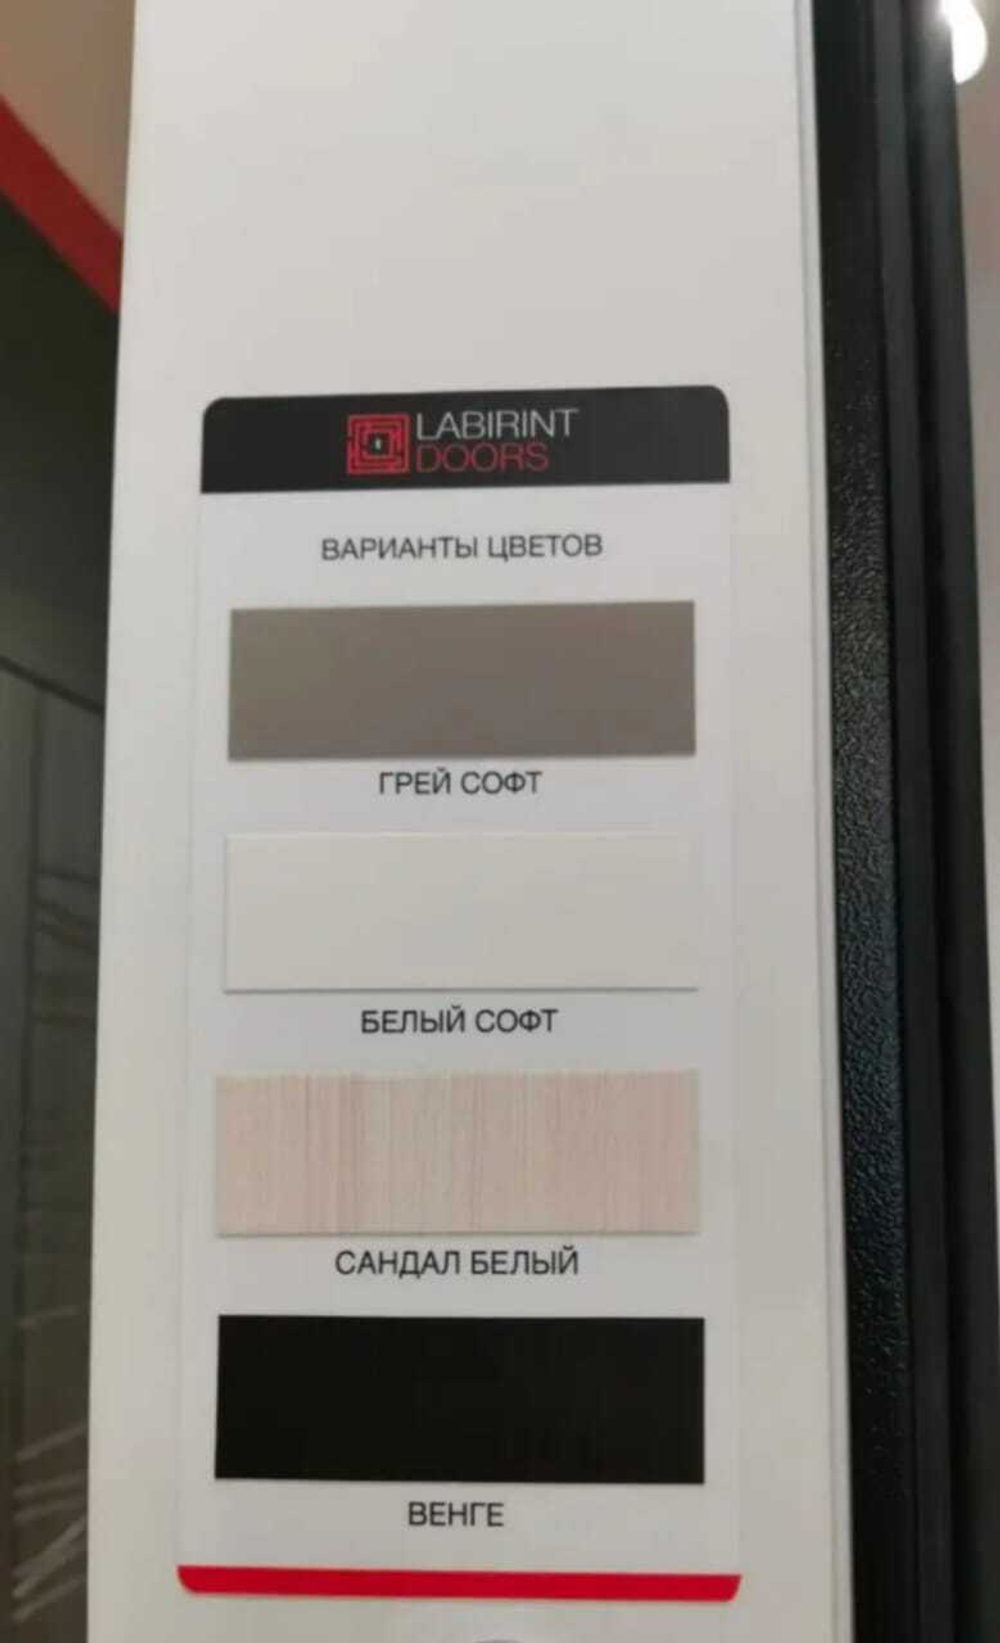 LABIRINT
DOORS
ВАРИАНТЫ ЦВЕТОВ
ГРЕЙ СОФТ
БЕЛЫЙ СОФТ
САНДАЛ БЕЛЫЙ
ВЕНГЕ